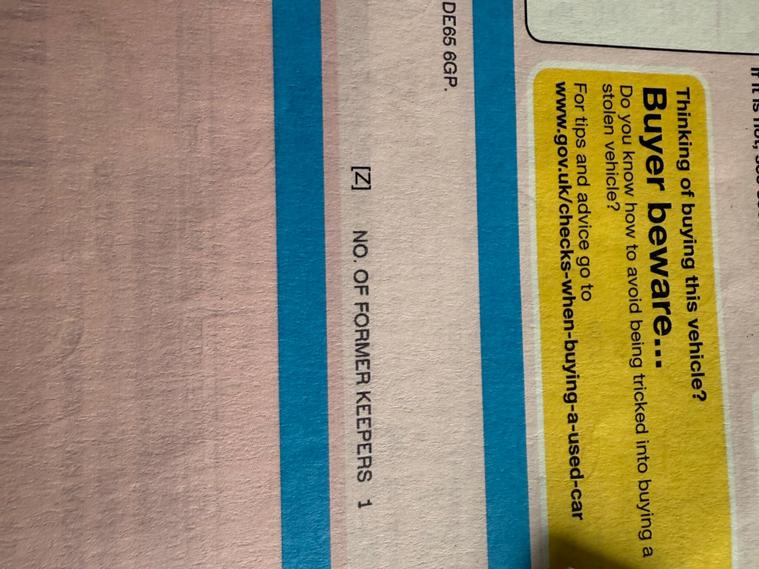 Thinking of buying this vehicle?
Buyer beware...
Do you know how to avoid being tricked into buying a
stolen vehicle?
For tips and advice go to
www.gov.uk/checks-when-buying-a-used-car
DE65 6GP.
[Z] NO. OF FORMER KEEPERS 1